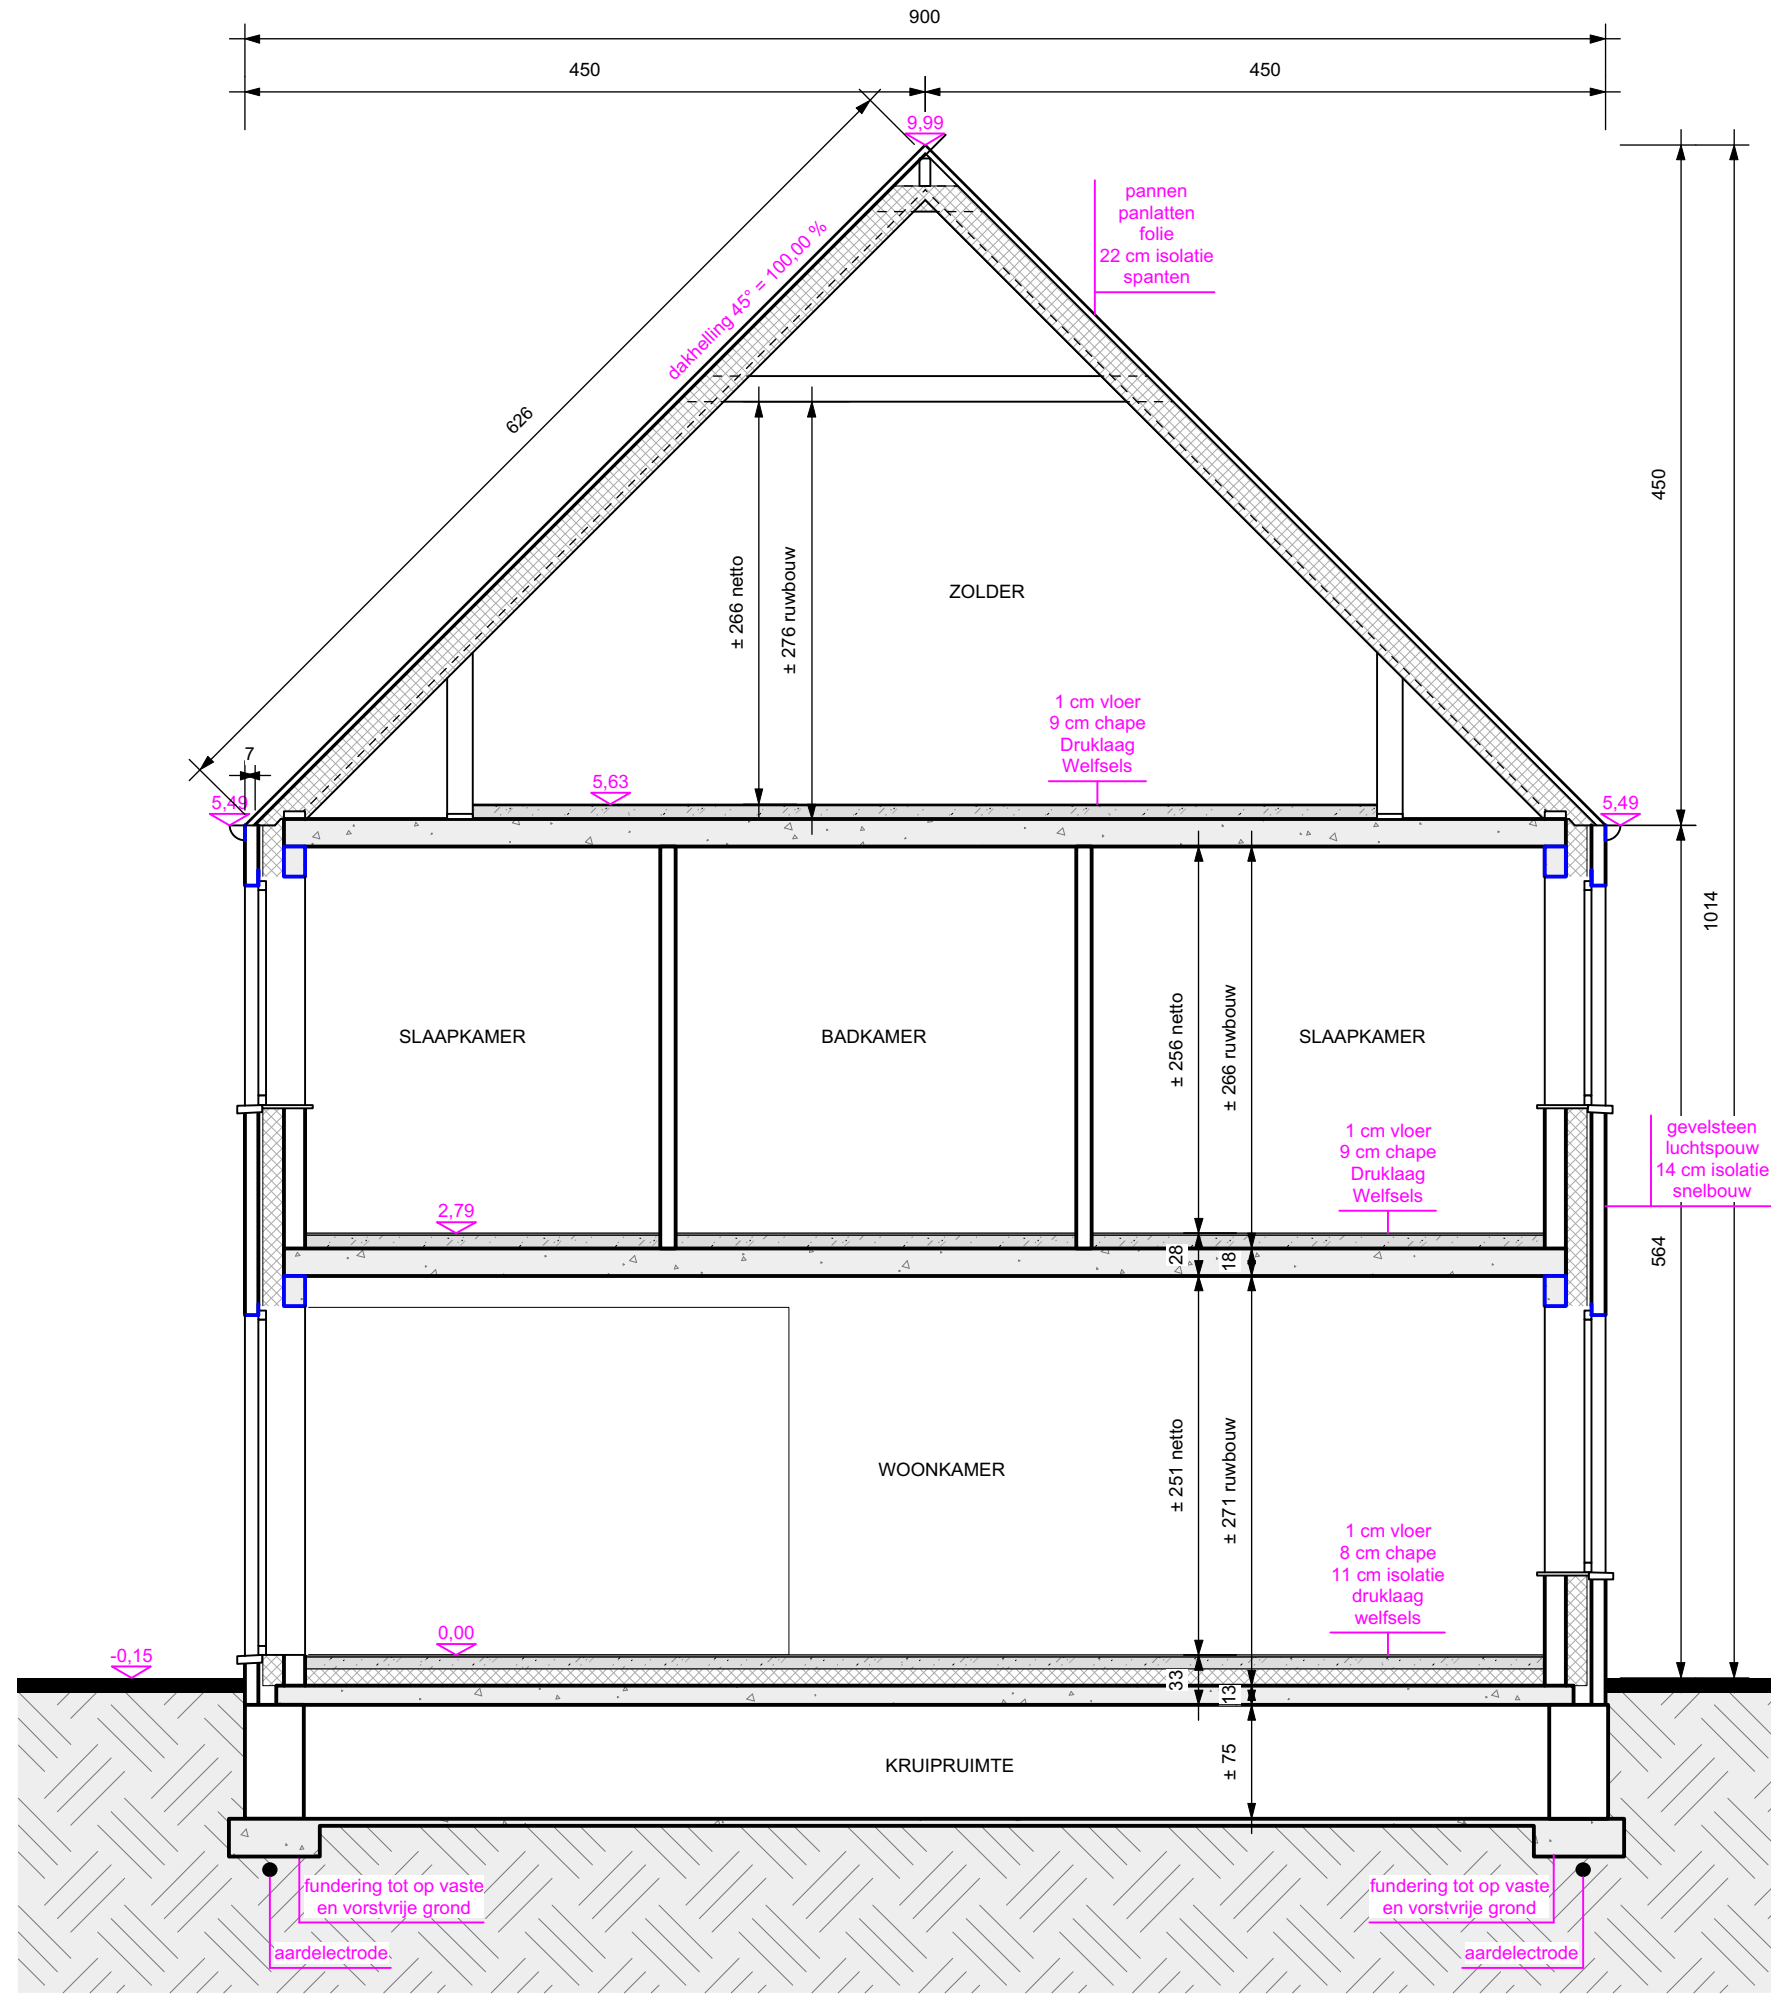 900
450
450
9,99
pannen
panlatten
folie
22 cm isolatie
spanten
dakhelling 45° = 100,00 %
626
450
± 266 netto
± 276 ruwbouw
ZOLDER
1 cm vloer
9 cm chape
Druklaag
Welfsels
7
5,63
5,49
5,49
1014
SLAAPKAMER
BADKAMER
SLAAPKAMER
± 256 netto
± 266 ruwbouw
1 cm vloer
9 cm chape
Druklaag
Welfsels
gevelsteen
luchtspouw
14 cm isolatie
snelbouw
2,79
28
18
564
± 251 netto
± 271 ruwbouw
WOONKAMER
1 cm vloer
8 cm chape
11 cm isolatie
druklaag
welfsels
0,00
-0,15
33
13
KRUIPRUIMTE
± 75
fundering tot op vaste
en vorstvrije grond
aardelectrode
fundering tot op vaste
en vorstvrije grond
aardelectrode